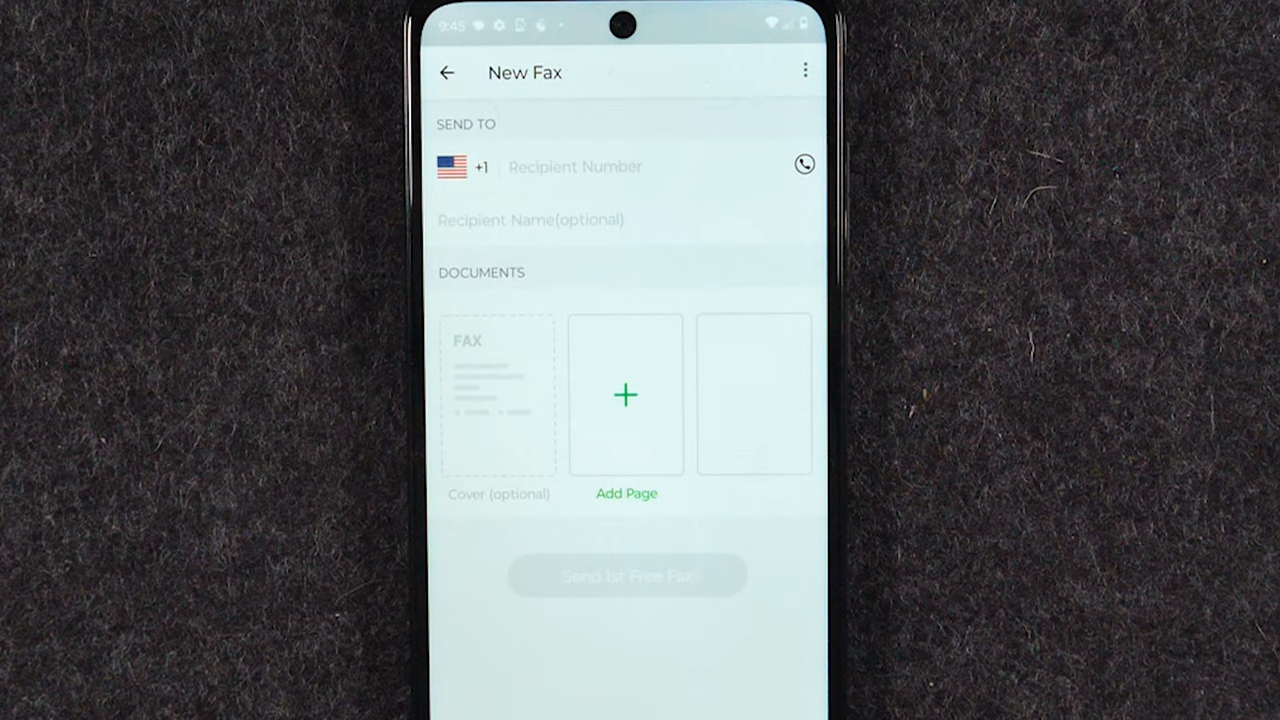 9:45
New Fax
SEND TO
+1 Recipient Number
Recipient Name(optional)
DOCUMENTS
FAX
Cover (optional)
Add Page
Send 1st Free Fax!